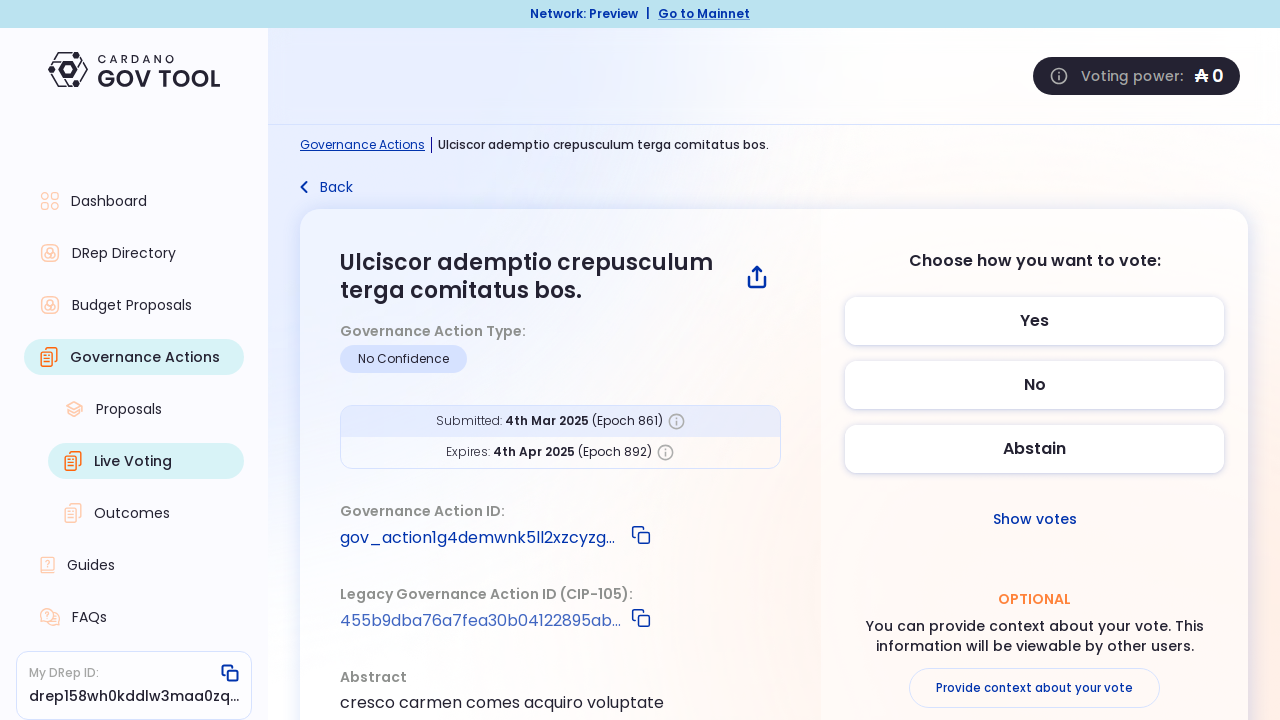 Network: Preview | Go to Mainnet
CARDANO
GOV TOOL
Voting power: ₳ 0
Governance Actions | Ulciscor ademptio crepusculum terga comitatus bos.
Back
Dashboard
DRep Directory
Budget Proposals
Governance Actions
Proposals
Live Voting
Outcomes
Guides
FAQs
My DRep ID:
drep158wh0kddlw3maa0zq...
Ulciscor ademptio crepusculum
terga comitatus bos.
Governance Action Type:
No Confidence
Submitted: 4th Mar 2025 (Epoch 861)
Expires: 4th Apr 2025 (Epoch 892)
Governance Action ID:
gov_action1g4demwnk5ll2xzcyzg...
Legacy Governance Action ID (CIP-105):
455b9dba76a7fea30b04122895ab...
Abstract
cresco carmen comes acquiro voluptate
Choose how you want to vote:
Yes
No
Abstain
Show votes
OPTIONAL
You can provide context about your vote. This
information will be viewable by other users.
Provide context about your vote